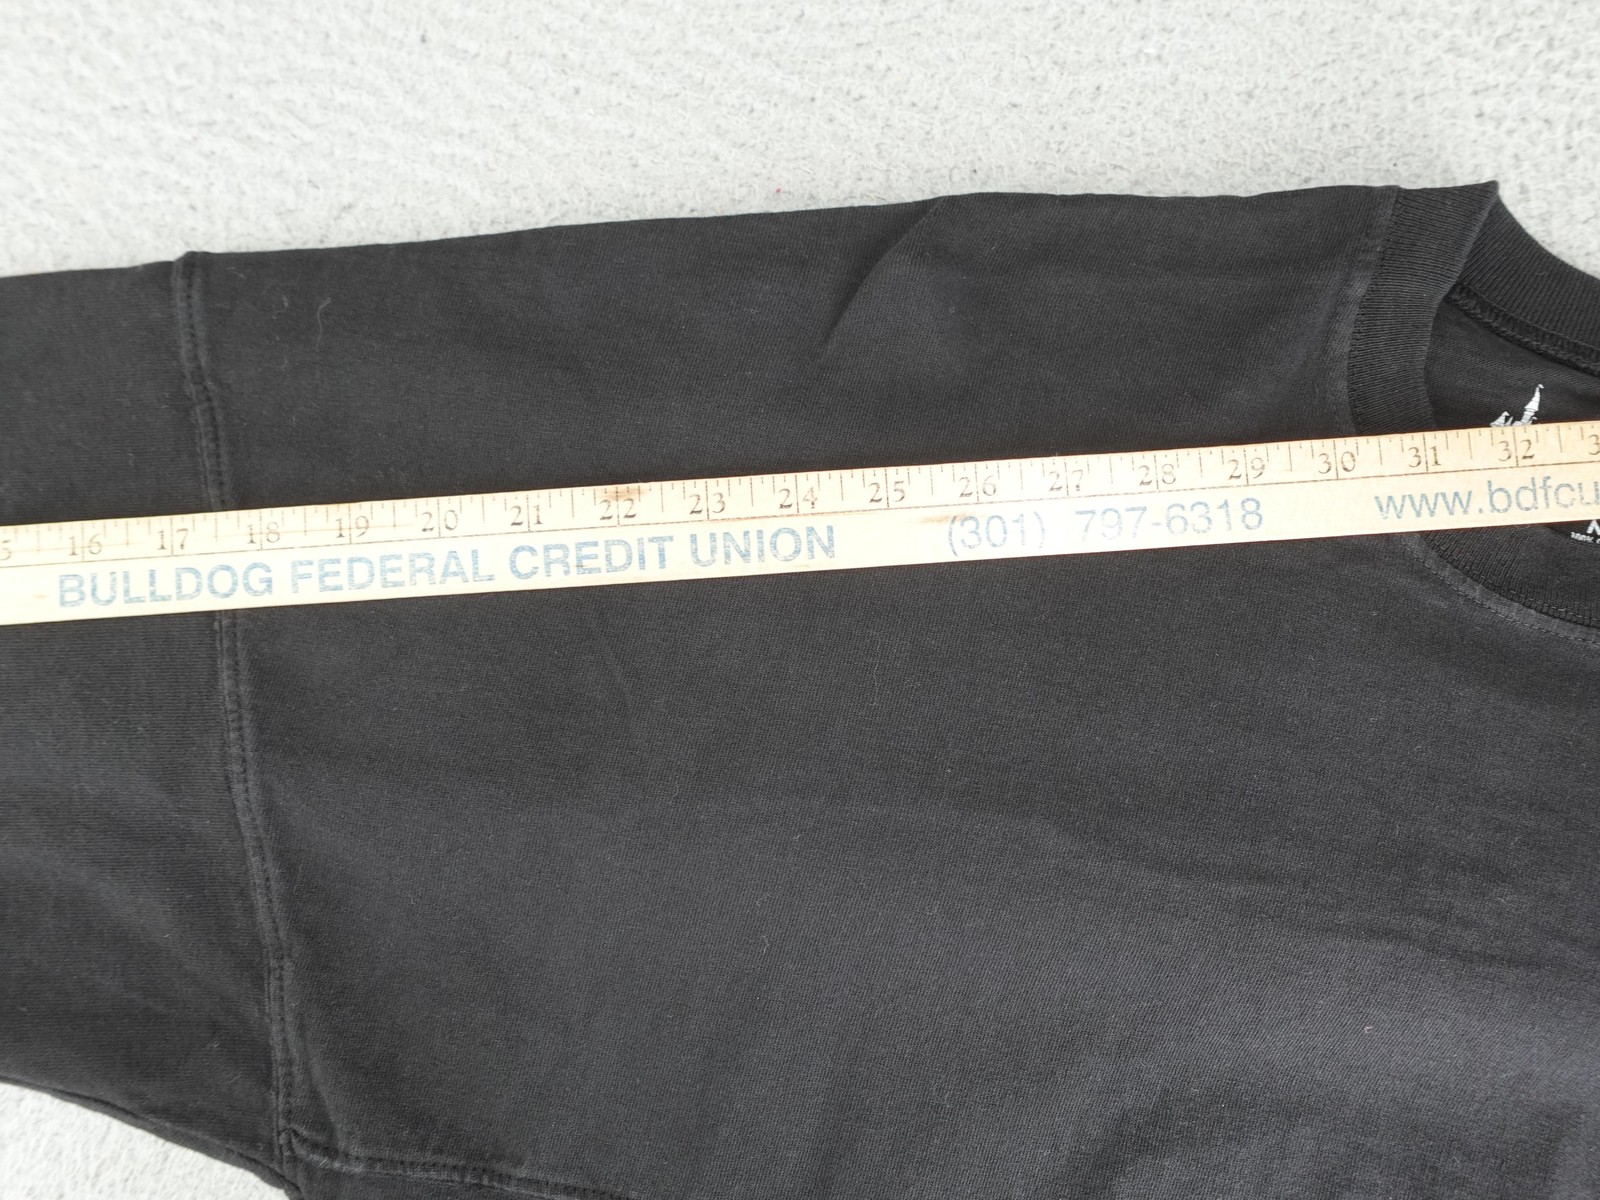 16 17 18 19 20 21 22 23 24 25 26 27 28 29 30 31 32
BULLDOG FEDERAL CREDIT UNION (301) 797-6318 www.bdfcu